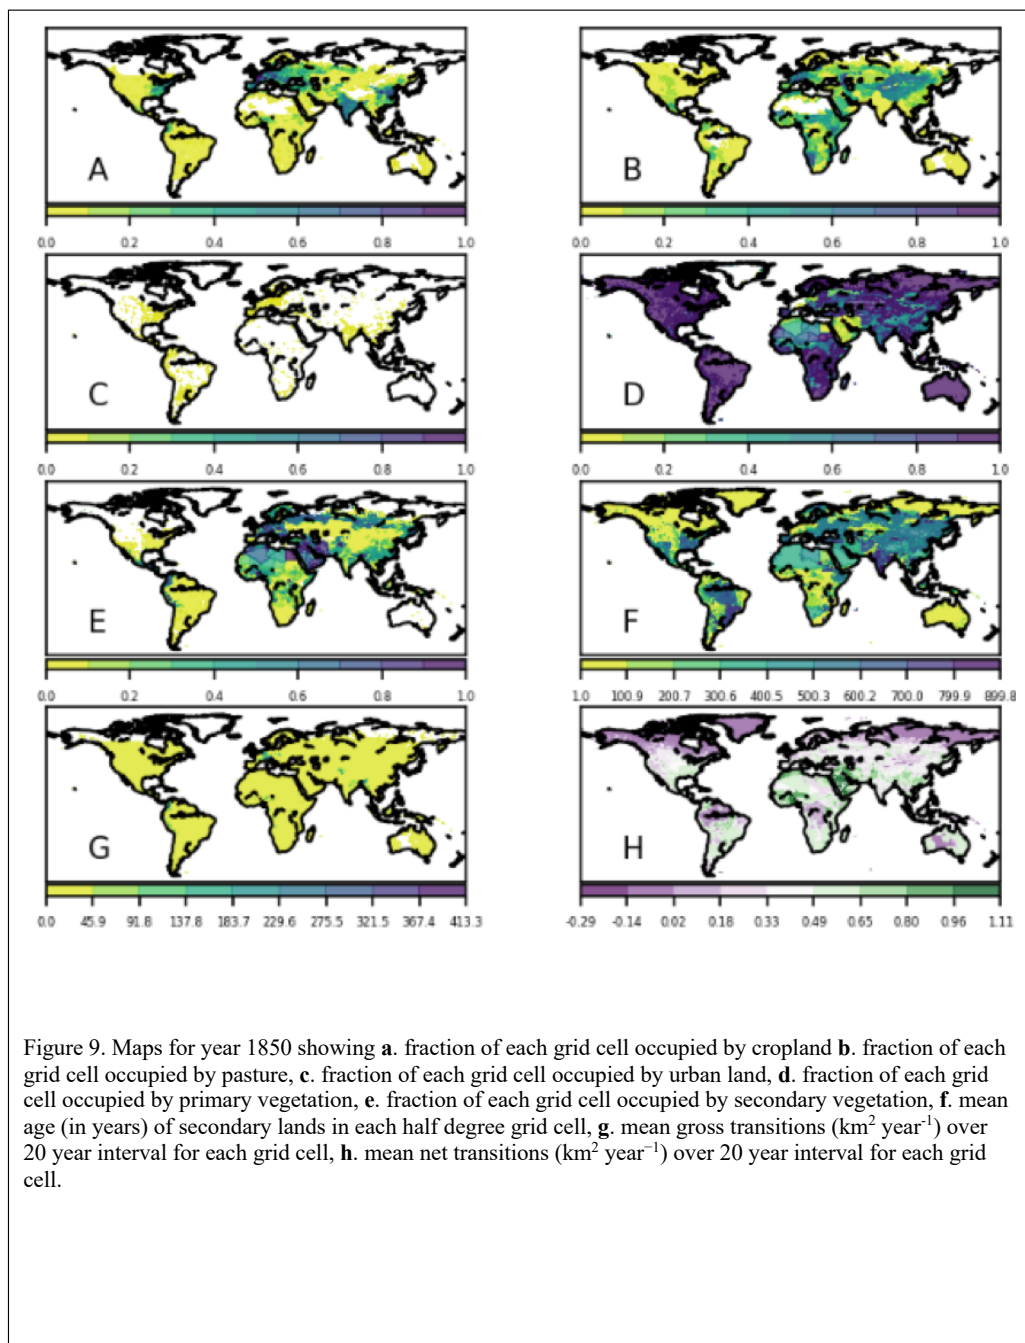 A
B
0.0 0.2 0.4 0.6 0.8 1.0
0.0 0.2 0.4 0.6 0.8 1.0
C
D
0.0 0.2 0.4 0.6 0.8 1.0
0.0 0.2 0.4 0.6 0.8 1.0
E
F
0.0 0.2 0.4 0.6 0.8 1.0
1.0 100.9 200.7 300.6 400.5 500.3 600.2 700.0 799.9 899.8
G
H
0.0 45.9 91.8 137.8 183.7 229.6 275.5 321.5 367.4 413.3
-0.29 -0.14 0.02 0.18 0.33 0.49 0.65 0.80 0.96 1.11
Figure 9. Maps for year 1850 showing a. fraction of each grid cell occupied by cropland b. fraction of each
grid cell occupied by pasture, c. fraction of each grid cell occupied by urban land, d. fraction of each grid
cell occupied by primary vegetation, e. fraction of each grid cell occupied by secondary vegetation, f. mean
age (in years) of secondary lands in each half degree grid cell, g. mean gross transitions (km² year⁻¹) over
20 year interval for each grid cell, h. mean net transitions (km² year⁻¹) over 20 year interval for each grid
cell.